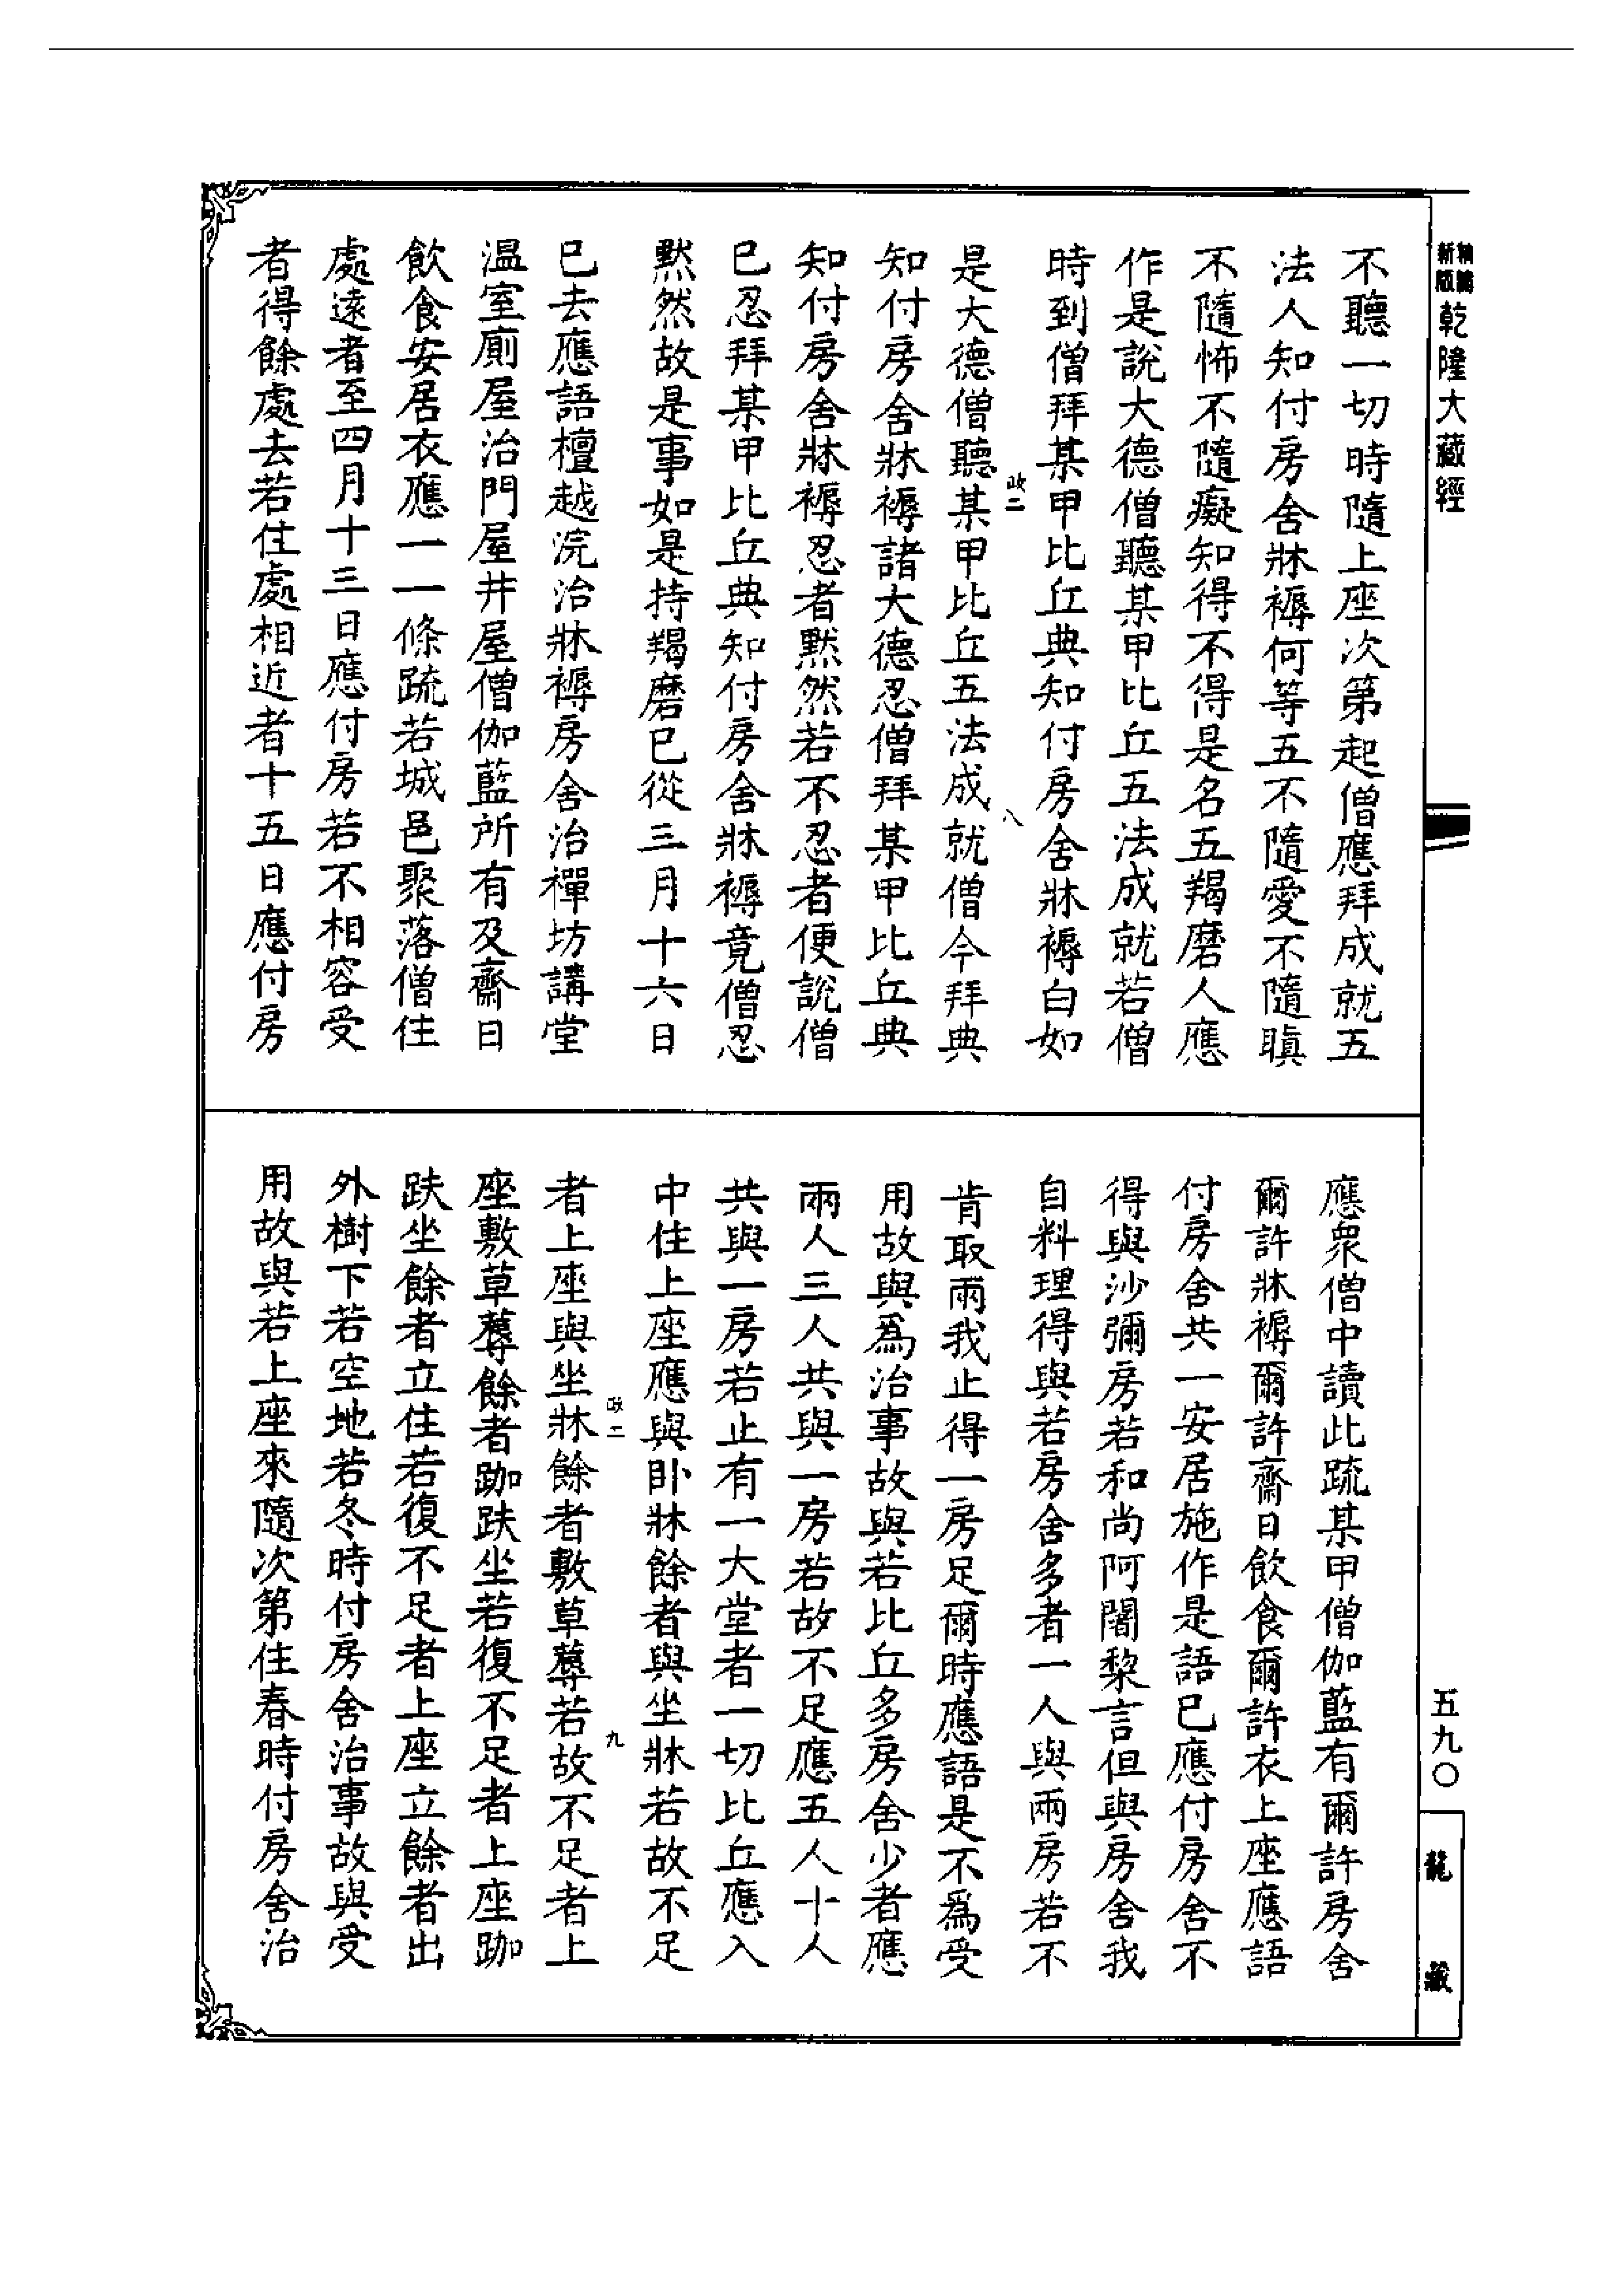 新版
精編
乾隆大藏經
不聽一切時隨上座次第起僧應拜成就五
法人知付房舍牀褥何等五不隨愛不隨瞋
不隨怖不隨癡知得不得是名五羯磨人應
作是說大德僧聽某甲比丘五法成就若僧
時到僧拜某甲比丘典知付房舍牀褥白如
政二
八
是大德僧聽某甲比丘五法成就僧今拜典
知付房舍牀褥諸大德忍僧拜某甲比丘典
知付房舍牀褥忍者默然若不忍者便說僧
已忍拜某甲比丘典知付房舍牀褥竟僧忍
默然故是事如是持羯磨已從三月十六日
已去應語檀越浣治牀褥房舍治禪坊講堂
溫室廁屋治門屋井屋僧伽藍所有及齋日
飲食安居衣應一一條疏若城邑聚落僧住
處遠者至四月十三日應付房若不相容受
者得餘處去若住處相近者十五日應付房
應眾僧中讀此疏某甲僧伽藍有爾許房舍
爾許牀褥爾許齋日飲食爾許衣上座應語
付房舍共一安居施作是語已應付房舍不
得與沙彌房若和尚阿闍黎言但與房舍我
自料理得與若房舍多者一人與兩房若不
肯取兩我止得一房足爾時應語是不為受
用故與為治事故與若比丘多房舍少者應
兩人三人共與一房若故不足應五人十人
共與一房若止有一大堂者一切比丘應入
中住上座應與臥牀餘者與坐牀若故不足
政二
九
者上座與坐牀餘者敷草蓐若故不足者上
座敷草蓐餘者跏趺坐若復不足者上座跏
趺坐餘者立住若復不足者上座立餘者出
外樹下若空地若冬時付房舍治事故與受
用故與若上座來隨次第住春時付房舍治
五九〇
龍藏